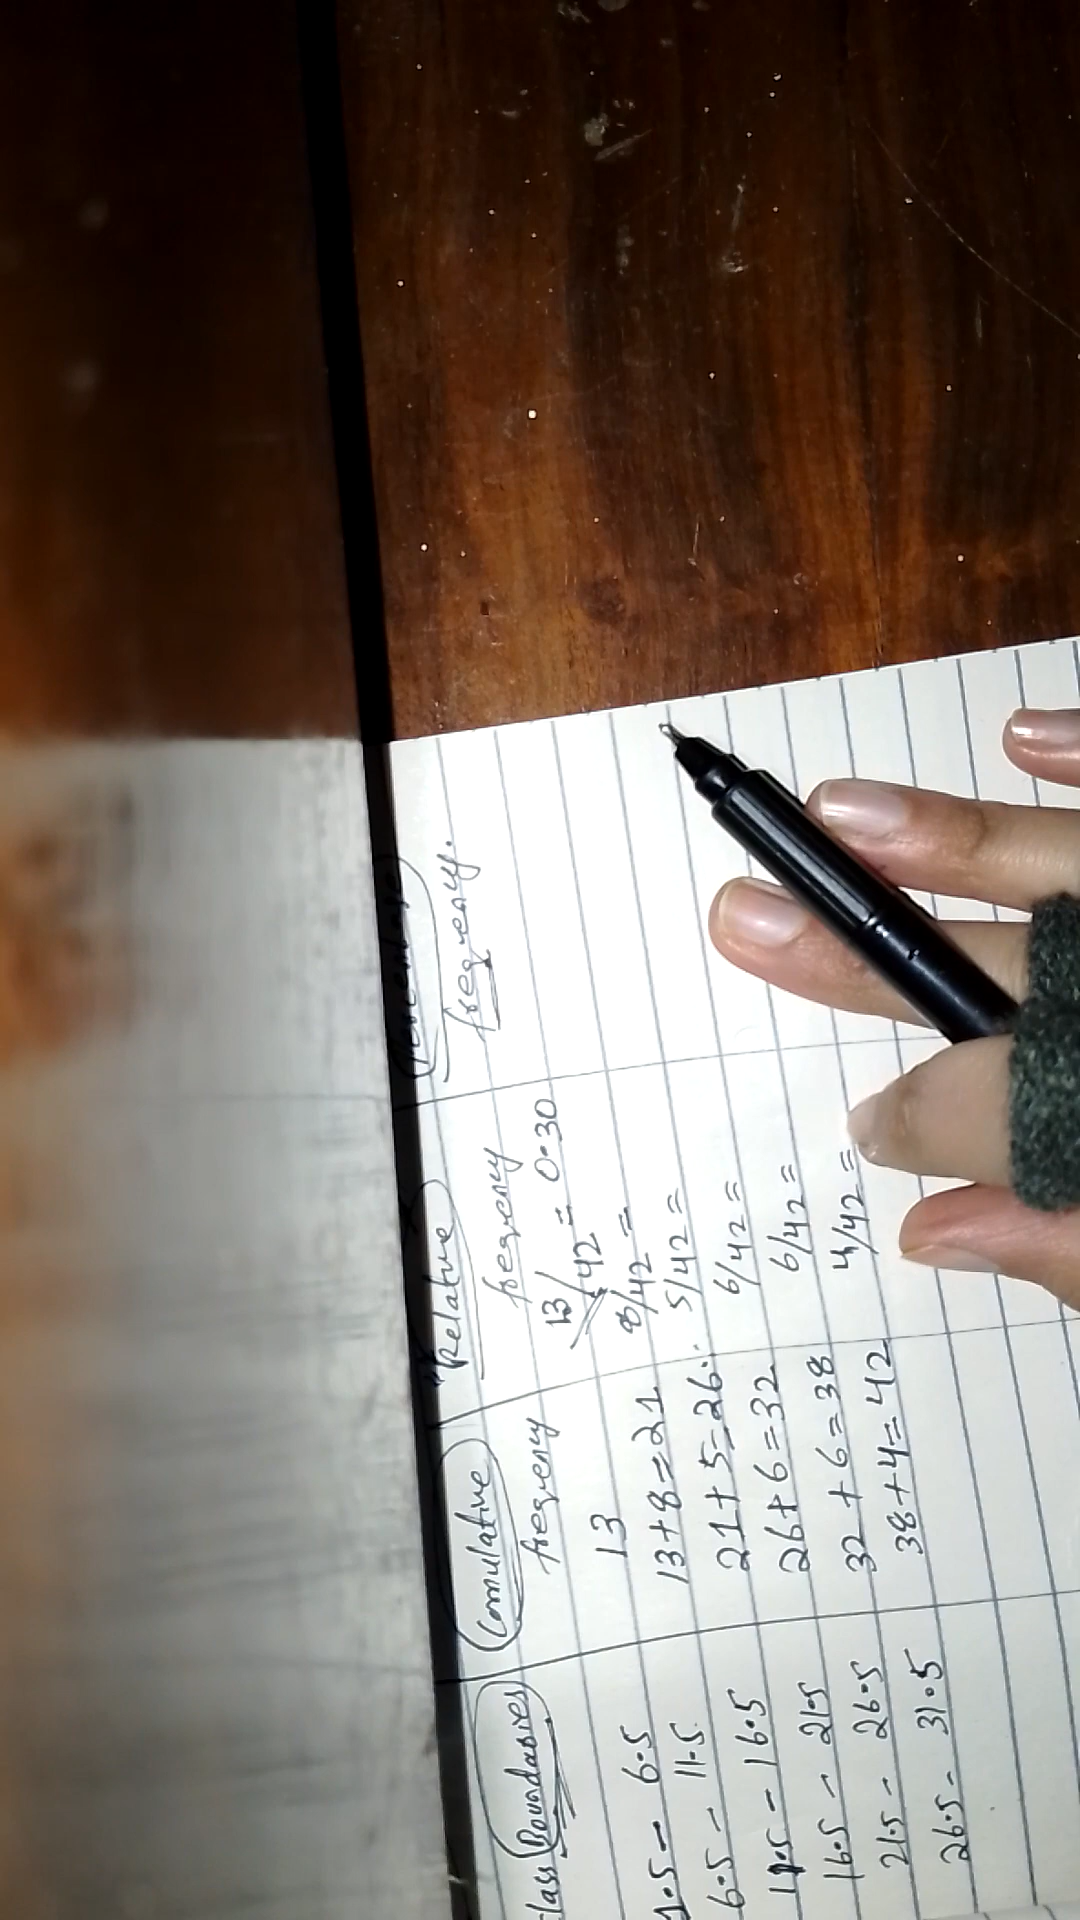 Class Boundaries Comulative frequency Relative frequency Percentage frequency.
1.5 - 6.5 13 13/42 = 0.30
6.5 - 11.5 13+8=21 8/42 =
11.5 - 16.5 21+5=26 5/42 =
16.5 - 21.5 26+6=32 6/42 =
21.5 - 26.5 32+6=38 6/42 =
26.5 - 31.5 38+4=42 4/42 =